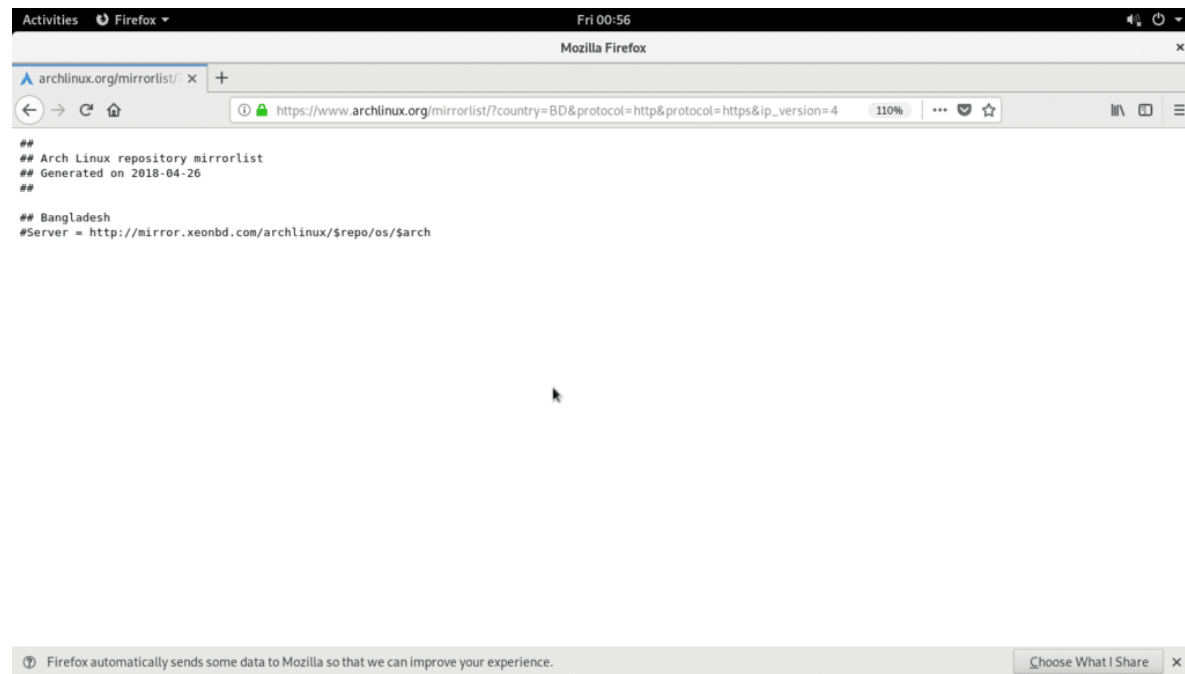 Activities Firefox Fri 00:56
Mozilla Firefox
archlinux.org/mirrorlist/
https://www.archlinux.org/mirrorlist/?country=BD&protocol=http&protocol=https&ip_version=4 110%
##
## Arch Linux repository mirrorlist
## Generated on 2018-04-26
##
## Bangladesh
#Server = http://mirror.xeonbd.com/archlinux/$repo/os/$arch
Firefox automatically sends some data to Mozilla so that we can improve your experience. Choose What I Share